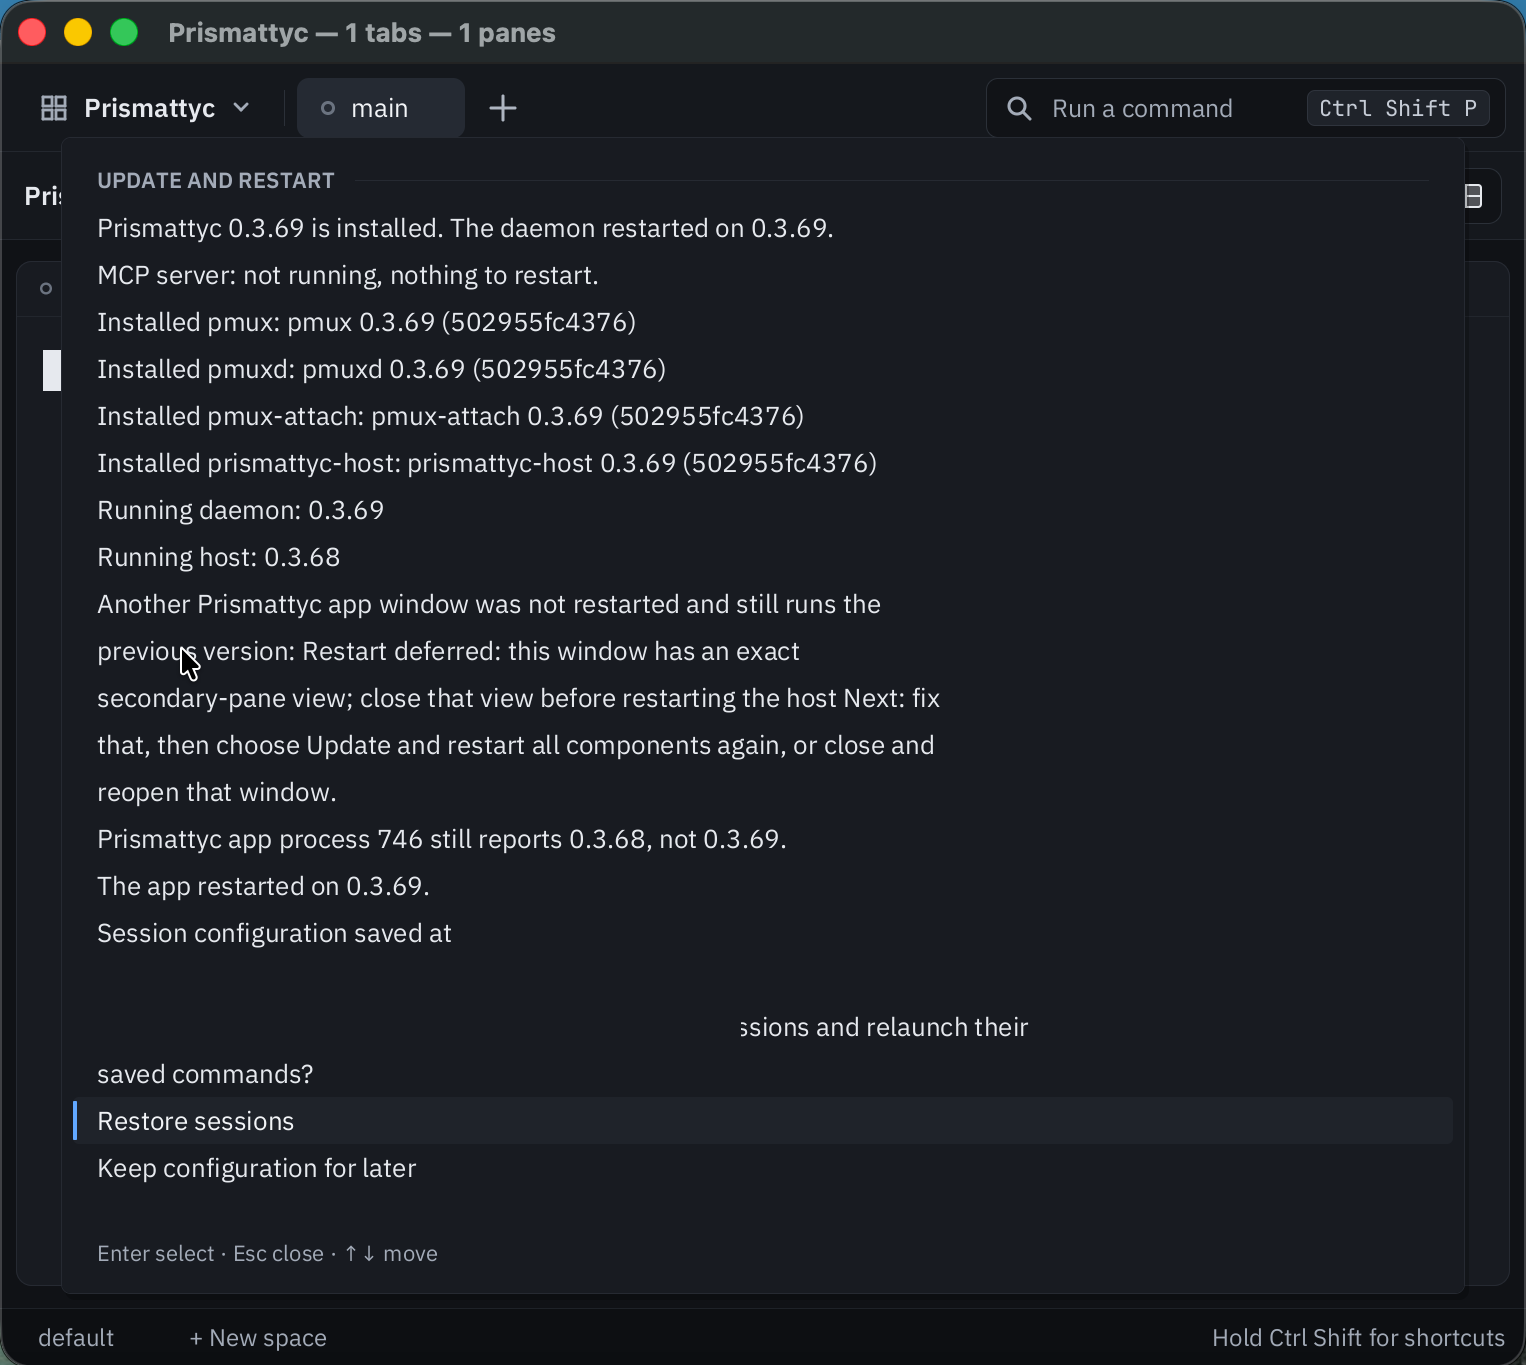 Prismattyc — 1 tabs — 1 panes
Prismattyc
main
Run a command
Ctrl Shift P
UPDATE AND RESTART
Prismattyc 0.3.69 is installed. The daemon restarted on 0.3.69.
MCP server: not running, nothing to restart.
Installed pmux: pmux 0.3.69 (502955fc4376)
Installed pmuxd: pmuxd 0.3.69 (502955fc4376)
Installed pmux-attach: pmux-attach 0.3.69 (502955fc4376)
Installed prismattyc-host: prismattyc-host 0.3.69 (502955fc4376)
Running daemon: 0.3.69
Running host: 0.3.68
Another Prismattyc app window was not restarted and still runs the
previous version: Restart deferred: this window has an exact
secondary-pane view; close that view before restarting the host Next: fix
that, then choose Update and restart all components again, or close and
reopen that window.
Prismattyc app process 746 still reports 0.3.68, not 0.3.69.
The app restarted on 0.3.69.
Session configuration saved at
and relaunch their
saved commands?
Restore sessions
Keep configuration for later
Enter select · Esc close · ↑↓ move
default
+ New space
Hold Ctrl Shift for shortcuts